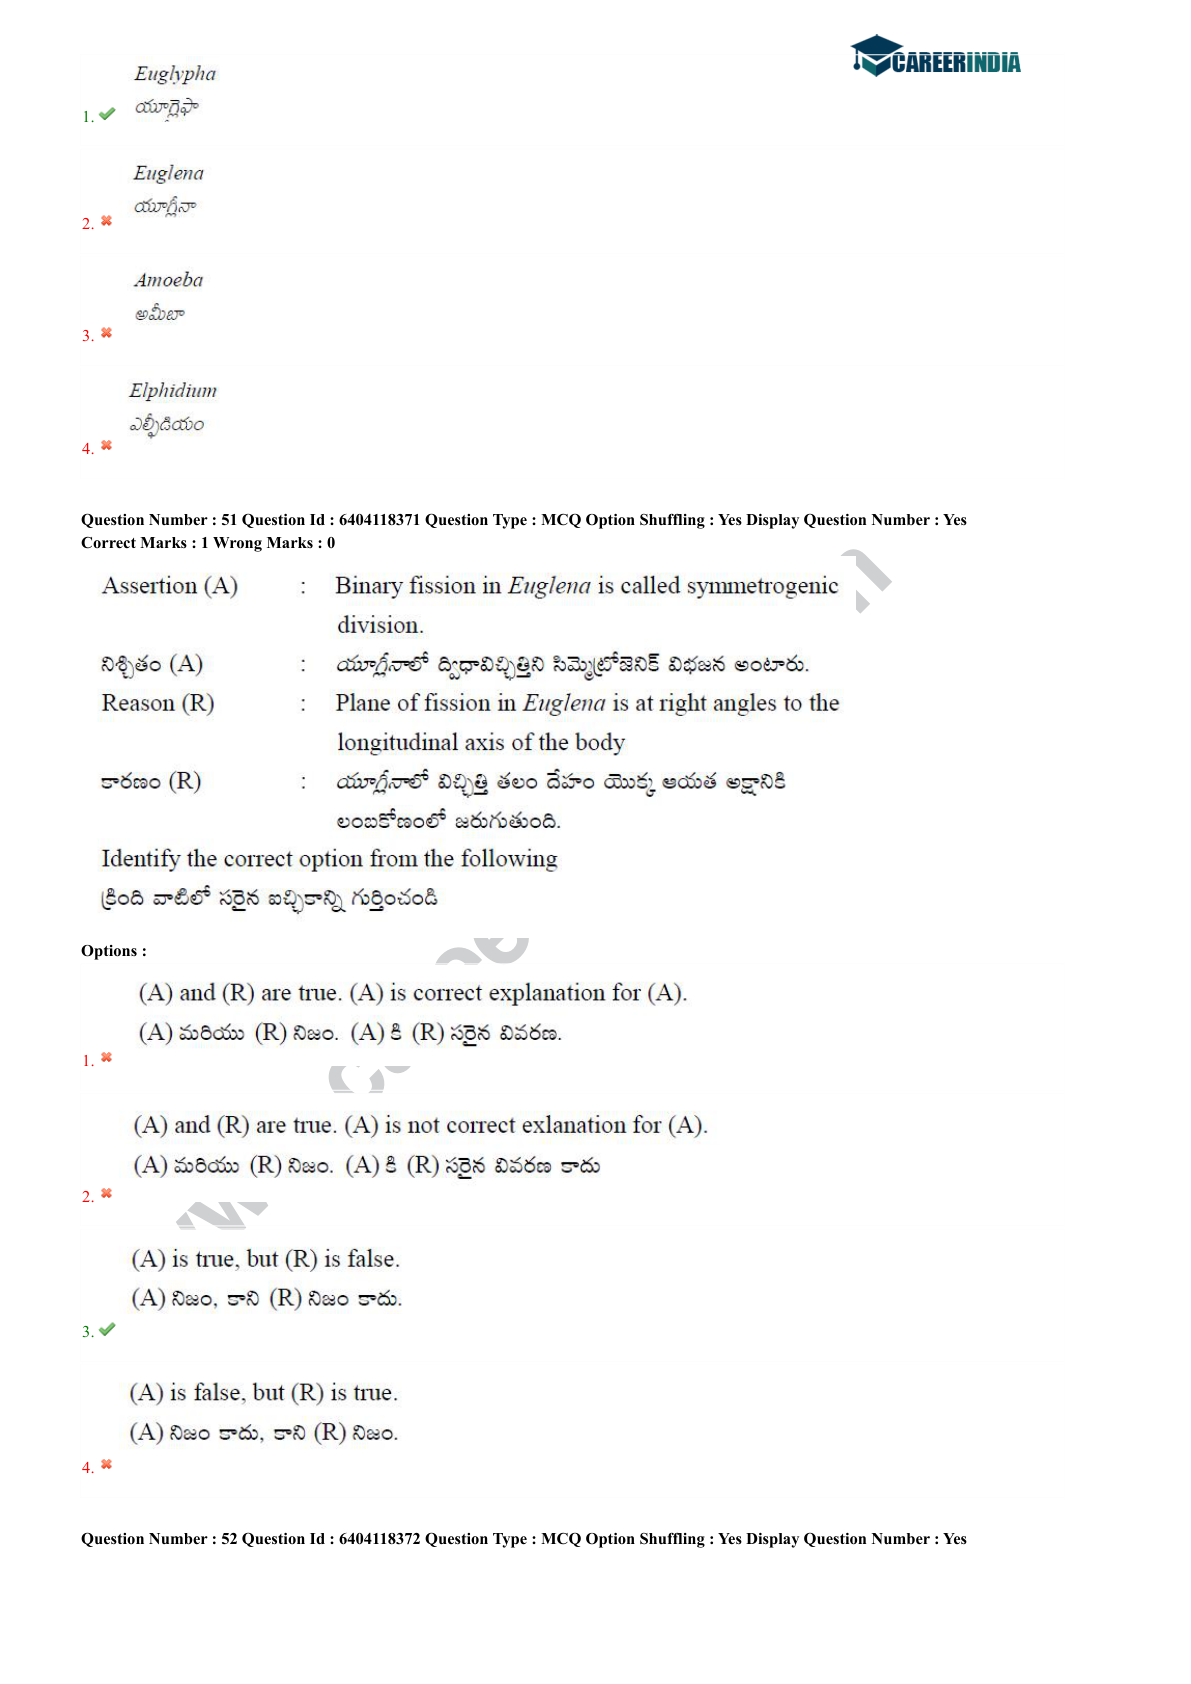 CAREERINDIA
Euglypha
యూగ్లైఫా
1.
Euglena
యూగ్లీనా
2.
Amoeba
అమీబా
3.
Elphidium
ఎల్ఫీడియం
4.
Question Number : 51 Question Id : 6404118371 Question Type : MCQ Option Shuffling : Yes Display Question Number : Yes
Correct Marks : 1 Wrong Marks : 0
Assertion (A) : Binary fission in Euglena is called symmetrogenic
division.
నిశ్చితం (A) : యూగ్లీనాలో ద్విధావిచ్ఛిత్తిని సిమ్మెట్రోజెనిక్ విభజన అంటారు.
Reason (R) : Plane of fission in Euglena is at right angles to the
longitudinal axis of the body
కారణం (R) : యూగ్లీనాలో విచ్ఛిత్తి తలం దేహం యొక్క ఆయత అక్షానికి
లంబకోణంలో జరుగుతుంది.
Identify the correct option from the following
క్రింది వాటిలో సరైన ఐచ్ఛికాన్ని గుర్తించండి
Options :
(A) and (R) are true. (A) is correct explanation for (A).
(A) మరియు (R) నిజం. (A) కి (R) సరైన వివరణ.
1.
(A) and (R) are true. (A) is not correct exlanation for (A).
(A) మరియు (R) నిజం. (A) కి (R) సరైన వివరణ కాదు
2.
(A) is true, but (R) is false.
(A) నిజం, కాని (R) నిజం కాదు.
3.
(A) is false, but (R) is true.
(A) నిజం కాదు, కాని (R) నిజం.
4.
Question Number : 52 Question Id : 6404118372 Question Type : MCQ Option Shuffling : Yes Display Question Number : Yes